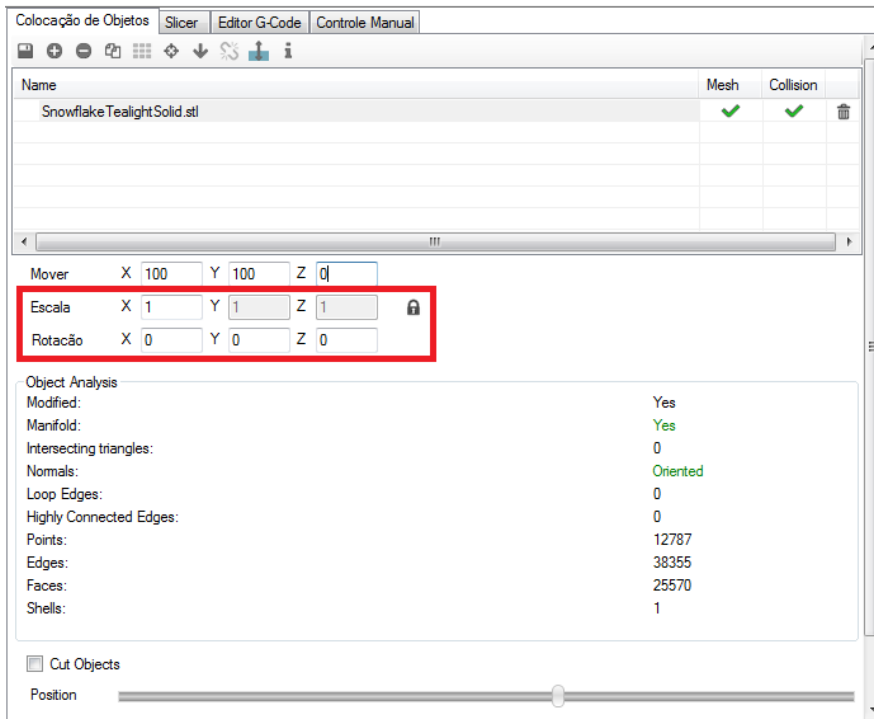 Colocação de Objetos Slicer Editor G-Code Controle Manual
Name Mesh Collision
SnowflakeTealightSolid.stl
Mover X 100 Y 100 Z 0
Escala X 1 Y 1 Z 1
Rotacão X 0 Y 0 Z 0
Object Analysis
Modified: Yes
Manifold: Yes
Intersecting triangles: 0
Normals: Oriented
Loop Edges: 0
Highly Connected Edges: 0
Points: 12787
Edges: 38355
Faces: 25570
Shells: 1
Cut Objects
Position